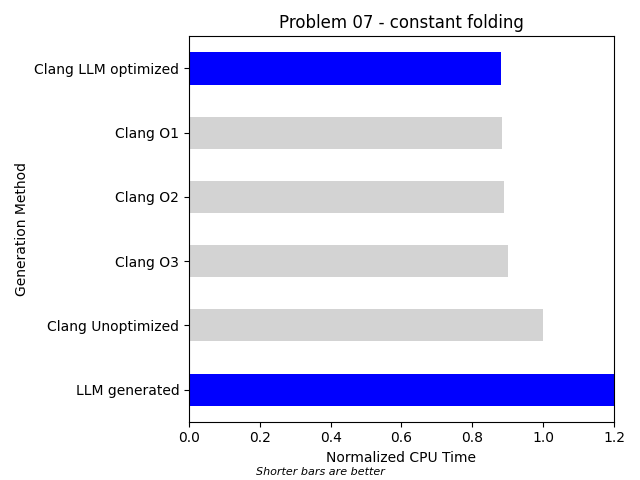 Problem 07 - constant folding
Clang LLM optimized
Clang O1
Clang O2
Clang O3
Clang Unoptimized
LLM generated
Generation Method
0.0 0.2 0.4 0.6 0.8 1.0 1.2
Normalized CPU Time
Shorter bars are better